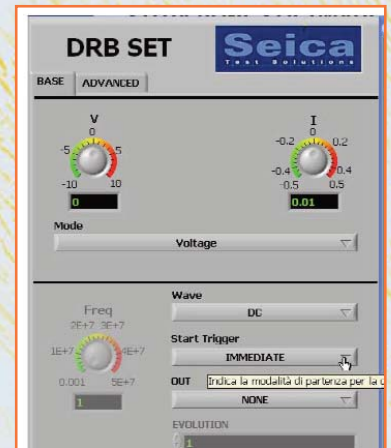 DRB SET
Seica
Test Solutions
BASE ADVANCED
V
0
-5 5
-10 10
0
I
0
-0.2 0.2
-0.4 0.4
-0.5 0.5
0.01
Mode
Voltage
Freq
2E+7 3E+7
1E+7 4E+7
0.001 5E+7
1
Wave
DC
Start Trigger
IMMEDIATE
OUT
Indica la modalità di partenza per la
NONE
EVOLUTION
1